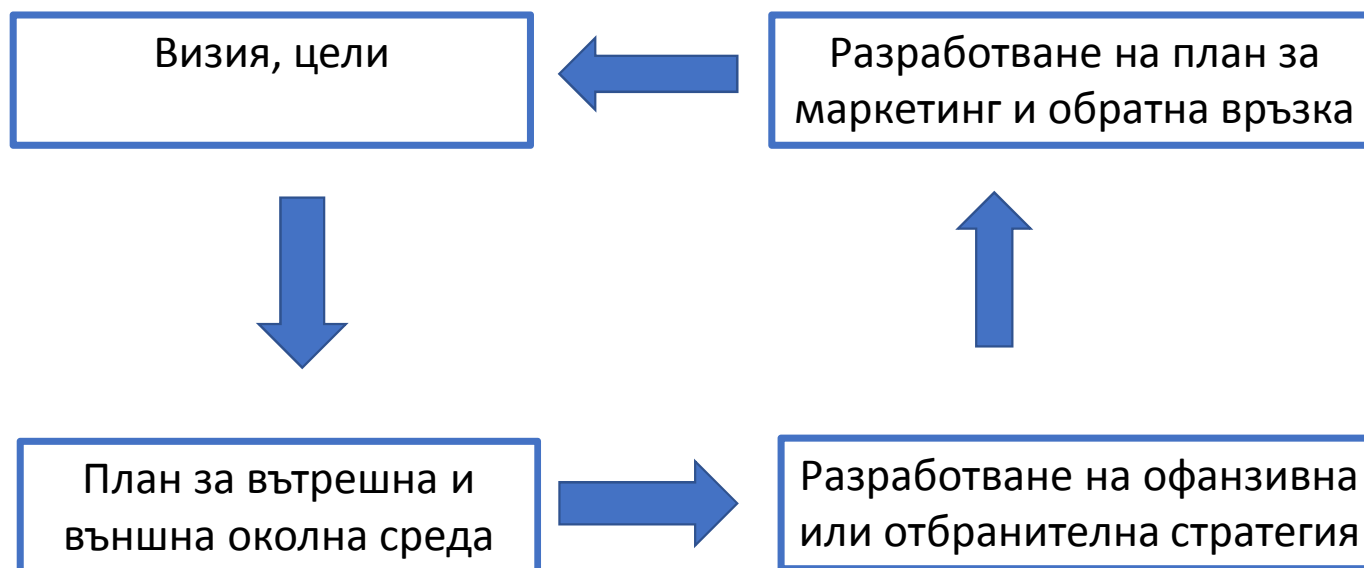 Визия, цели
Разработване на план за
маркетинг и обратна връзка
План за вътрешна и
външна околна среда
Разработване на офанзивна
или отбранителна стратегия